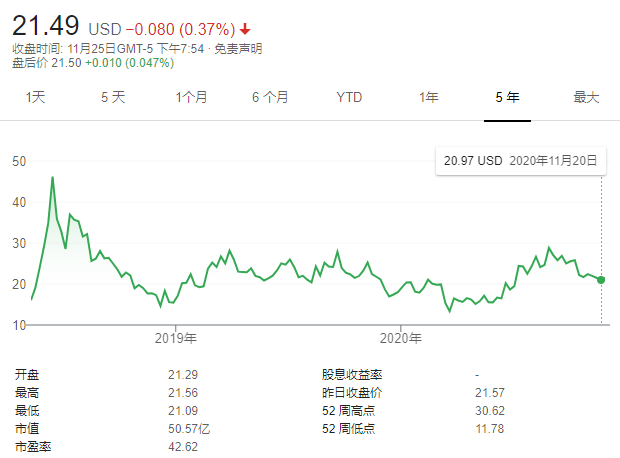 21.49 USD −0.080 (0.37%)
收盘时间: 11月25日GMT-5 下午7:54 · 免责声明
盘后价 21.50 +0.010 (0.047%)
1天 5天 1个月 6个月 YTD 1年 5年 最大
20.97 USD 2020年11月20日
50
40
30
20
10
2019年 2020年
开盘 21.29 股息收益率 -
最高 21.56 昨日收盘价 21.57
最低 21.09 52 周高点 30.62
市值 50.57亿 52 周低点 11.78
市盈率 42.62